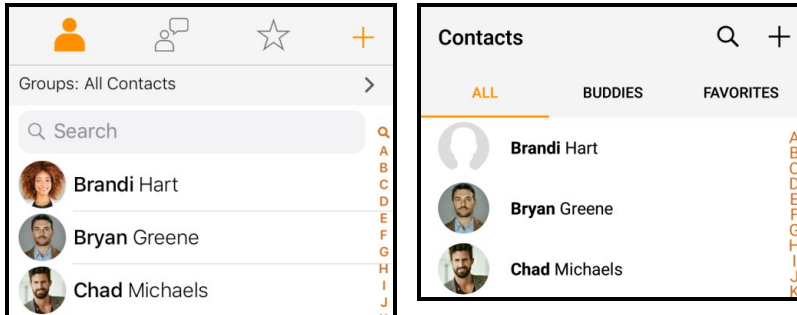 Groups: All Contacts
Search
Brandi Hart
Bryan Greene
Chad Michaels
A
B
C
D
E
F
G
H
I
J
Contacts
ALL BUDDIES FAVORITES
Brandi Hart
Bryan Greene
Chad Michaels
A
B
C
D
E
F
G
H
I
J
K